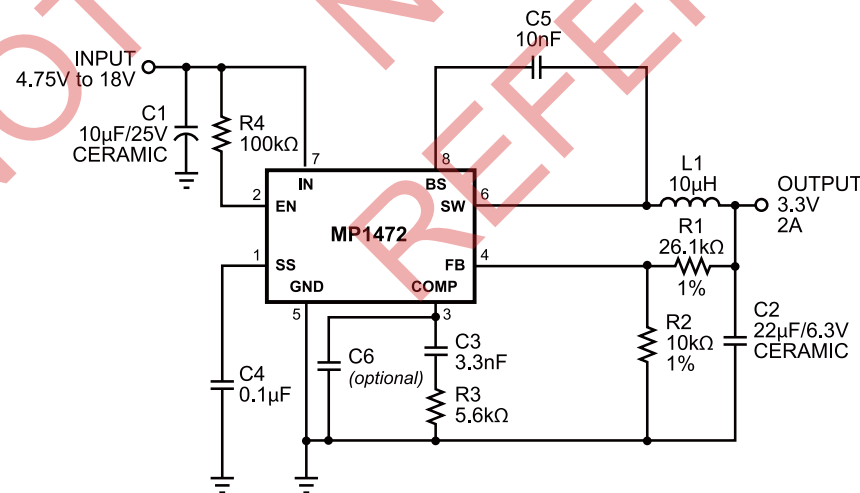 C5
10nF
INPUT
4.75V to 18V
C1
10µF/25V
CERAMIC
R4
100kΩ
7
8
IN
BS
2
EN
SW
6
L1
10µH
OUTPUT
3.3V
2A
MP1472
R1
26.1kΩ
1%
1
SS
FB
4
GND
COMP
5
3
C6
(optional)
C3
3.3nF
R2
10kΩ
1%
C2
22µF/6.3V
CERAMIC
C4
0.1µF
R3
5.6kΩ
NOT
N
REFE